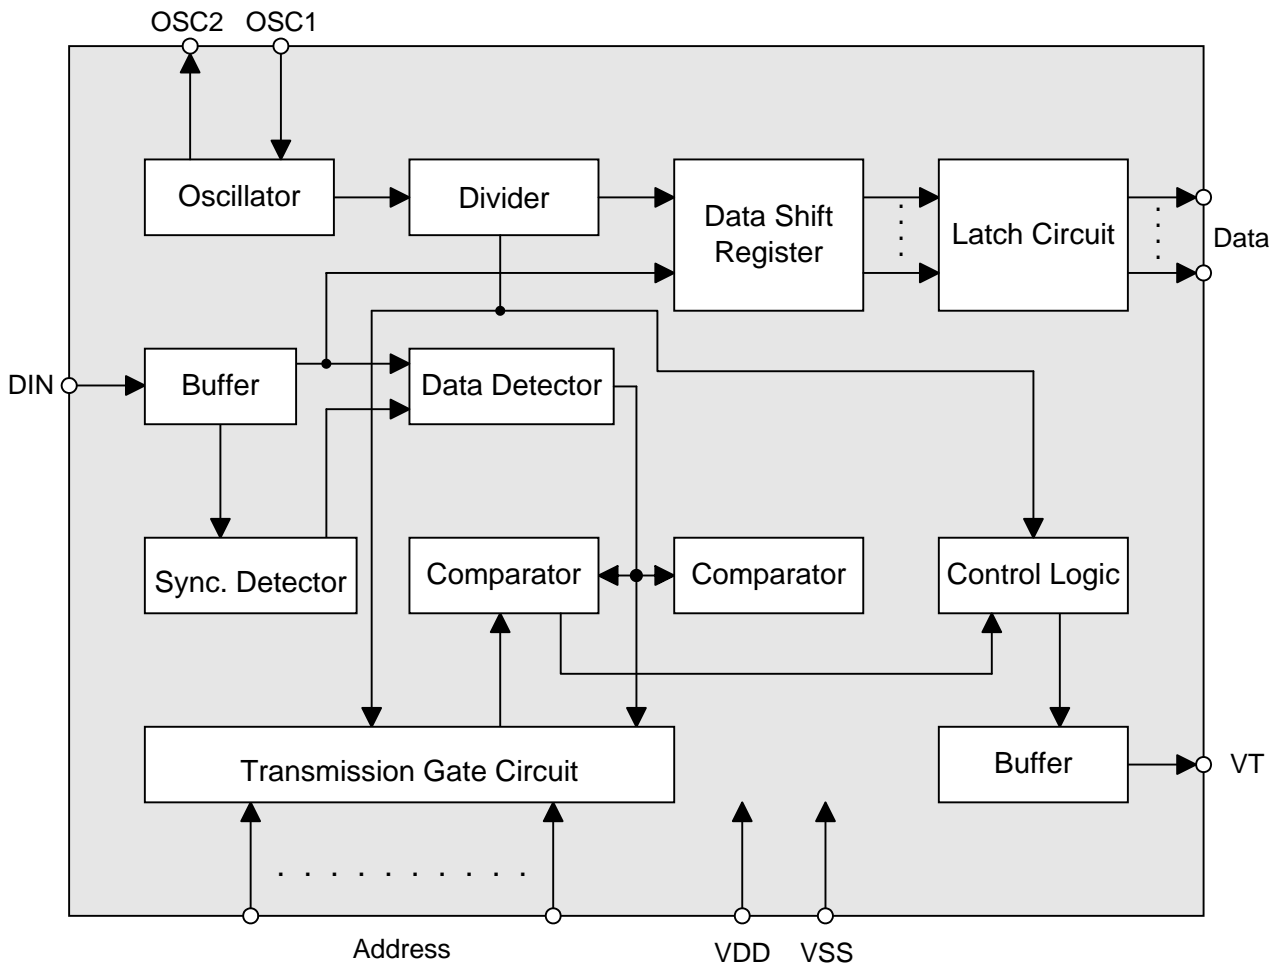 OSC2 OSC1
Oscillator
Divider
Data Shift
Register
Latch Circuit
Data
DIN
Buffer
Data Detector
Sync. Detector
Comparator
Comparator
Control Logic
Transmission Gate Circuit
Buffer
VT
Address
VDD VSS